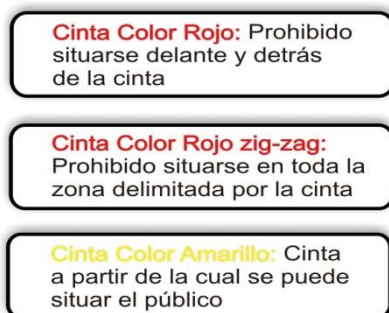 Cinta Color Rojo: Prohibido
situarse delante y detrás
de la cinta
Cinta Color Rojo zig-zag:
Prohibido situarse en toda la
zona delimitada por la cinta
Cinta Color Amarillo: Cinta
a partir de la cual se puede
situar el público